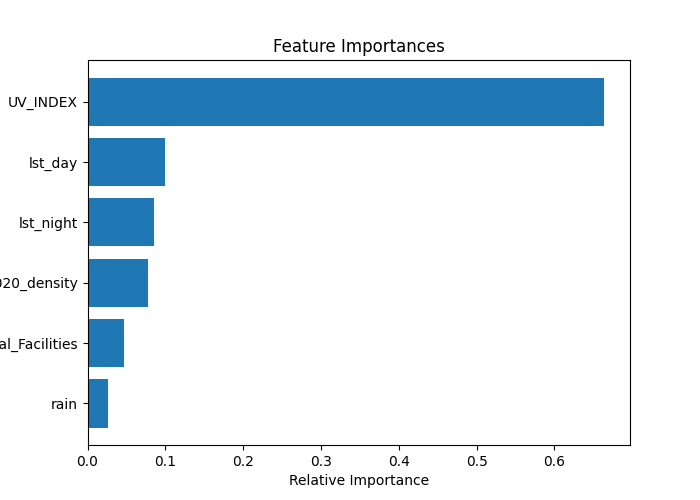 Feature Importances
UV_INDEX
lst_day
lst_night
020_density
al_Facilities
rain
0.0 0.1 0.2 0.3 0.4 0.5 0.6
Relative Importance